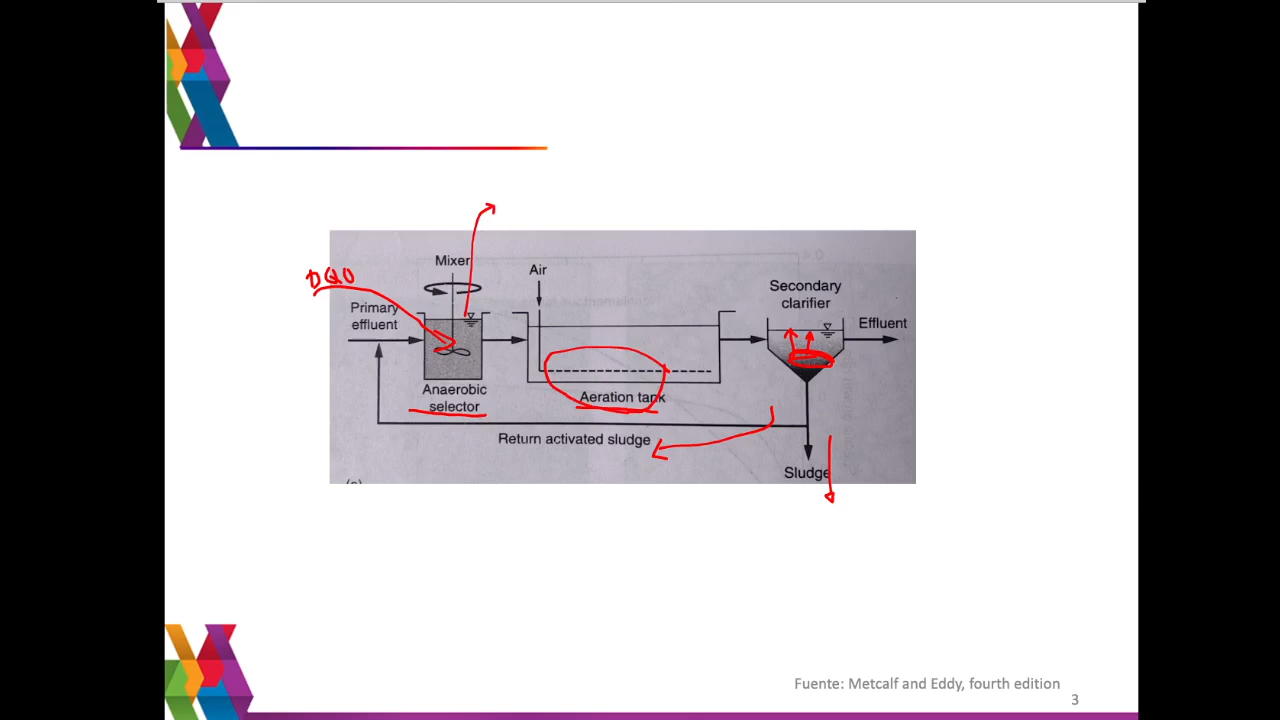 Mixer
Air
DQO
Secondary
clarifier
Primary
effluent
Effluent
Anaerobic
selector
Aeration tank
Return activated sludge
Sludge
Fuente: Metcalf and Eddy, fourth edition
3